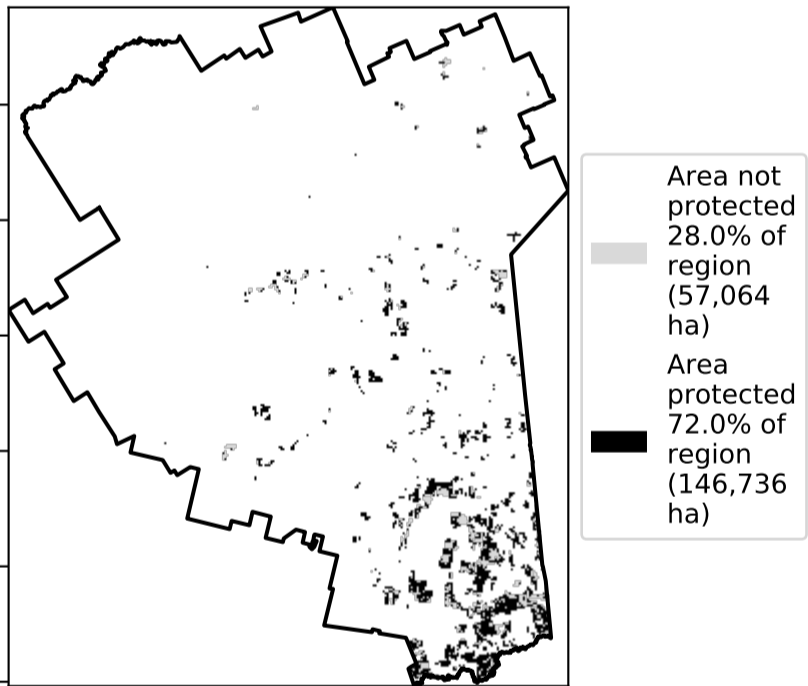 Area not
protected
28.0% of
region
(57,064
ha)
Area
protected
72.0% of
region
(146,736
ha)